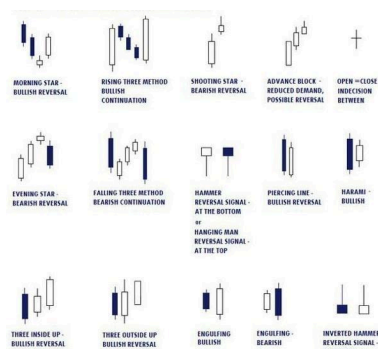 MORNING STAR -
BULLISH REVERSAL
RISING THREE METHOD
BULLISH
CONTINUATION
SHOOTING STAR -
BEARISH REVERSAL
ADVANCE BLOCK -
REDUCED DEMAND,
POSSIBLE REVERSAL
OPEN =CLOSE
INDECISION
BETWEEN
EVENING STAR -
BEARISH REVERSAL
FALLING THREE METHOD
BEARISH CONTINUATION
HAMMER
REVERSAL SIGNAL -
AT THE BOTTOM
or
HANGING MAN
REVERSAL SIGNAL -
AT THE TOP
PIERCING LINE -
BULLISH REVERSAL
HARAMI -
BULLISH
THREE INSIDE UP -
BULLISH REVERSAL
THREE OUTSIDE UP
BULLISH REVERSAL
ENGULFING
BULLISH
ENGULFING -
BEARISH
INVERTED HAMMER
REVERSAL SIGNAL -